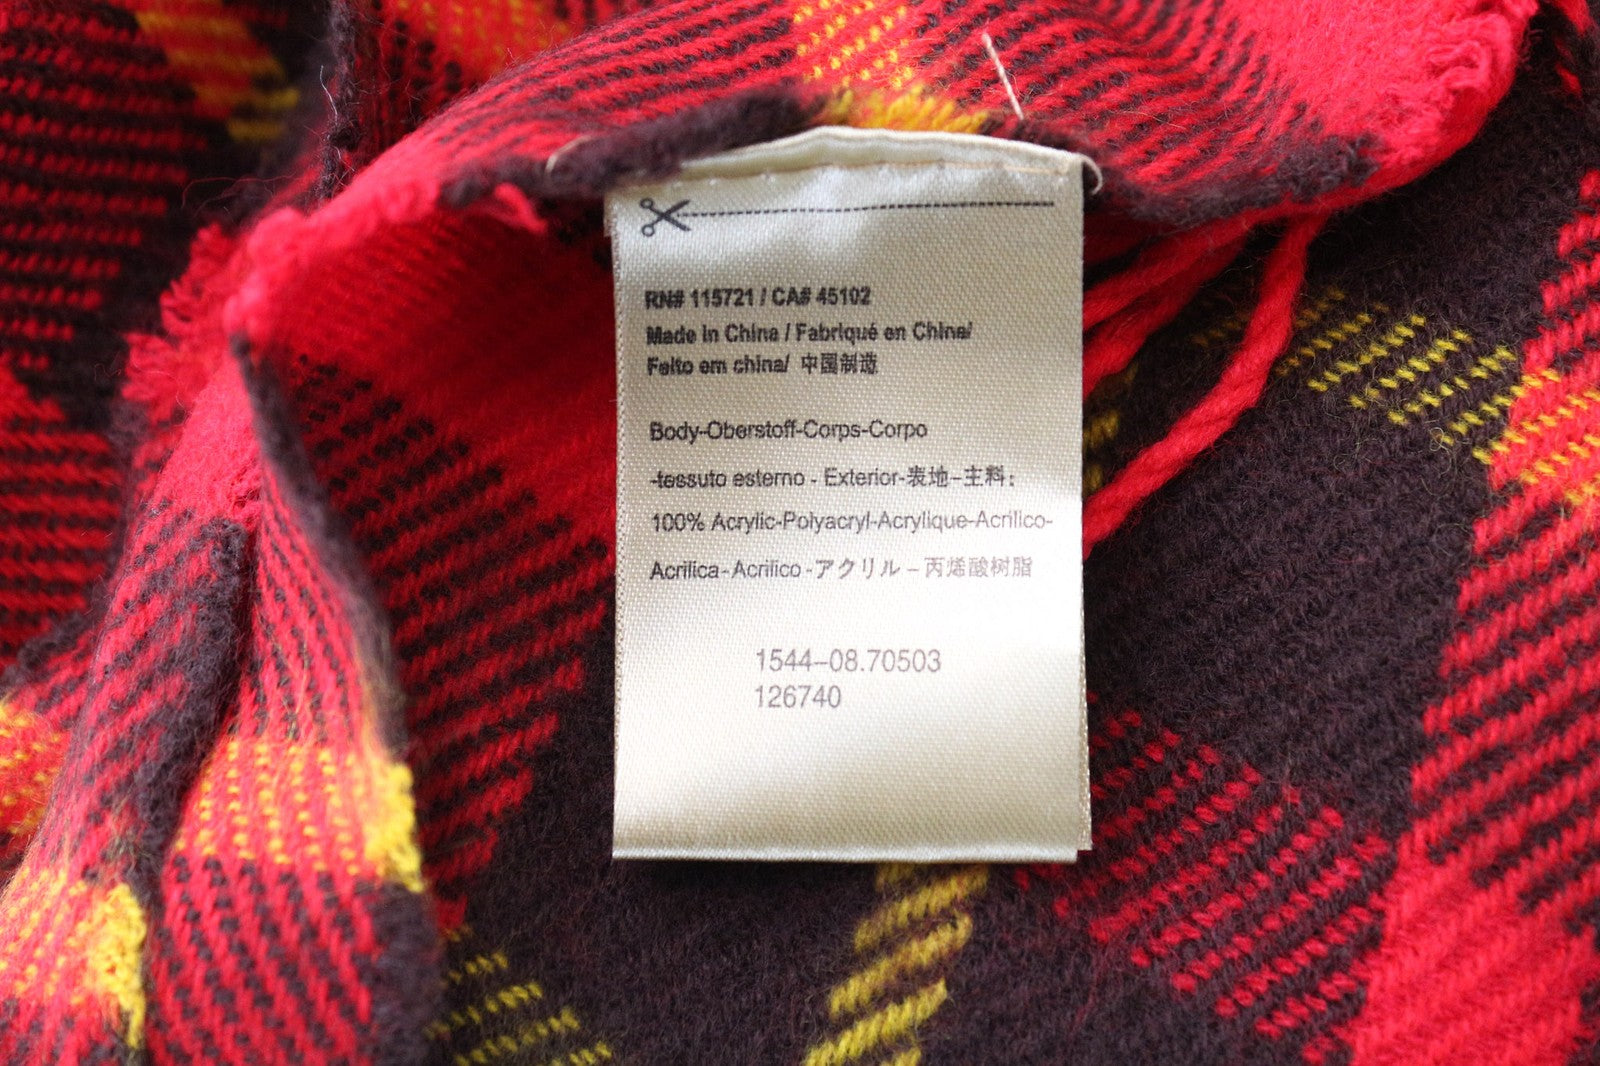 RN# 115721 / CA# 45102
Made in China / Fabriqué en China/
Feito em china/ 中国制造
Body-Oberstoff-Corps-Corpo
-tessuto esterno - Exterior-表地-主料:
100% Acrylic-Polyacryl-Acrylique-Acrílico-
Acrilica-Acrilico-アクリル-丙烯酸树脂
1544-08.70503
126740